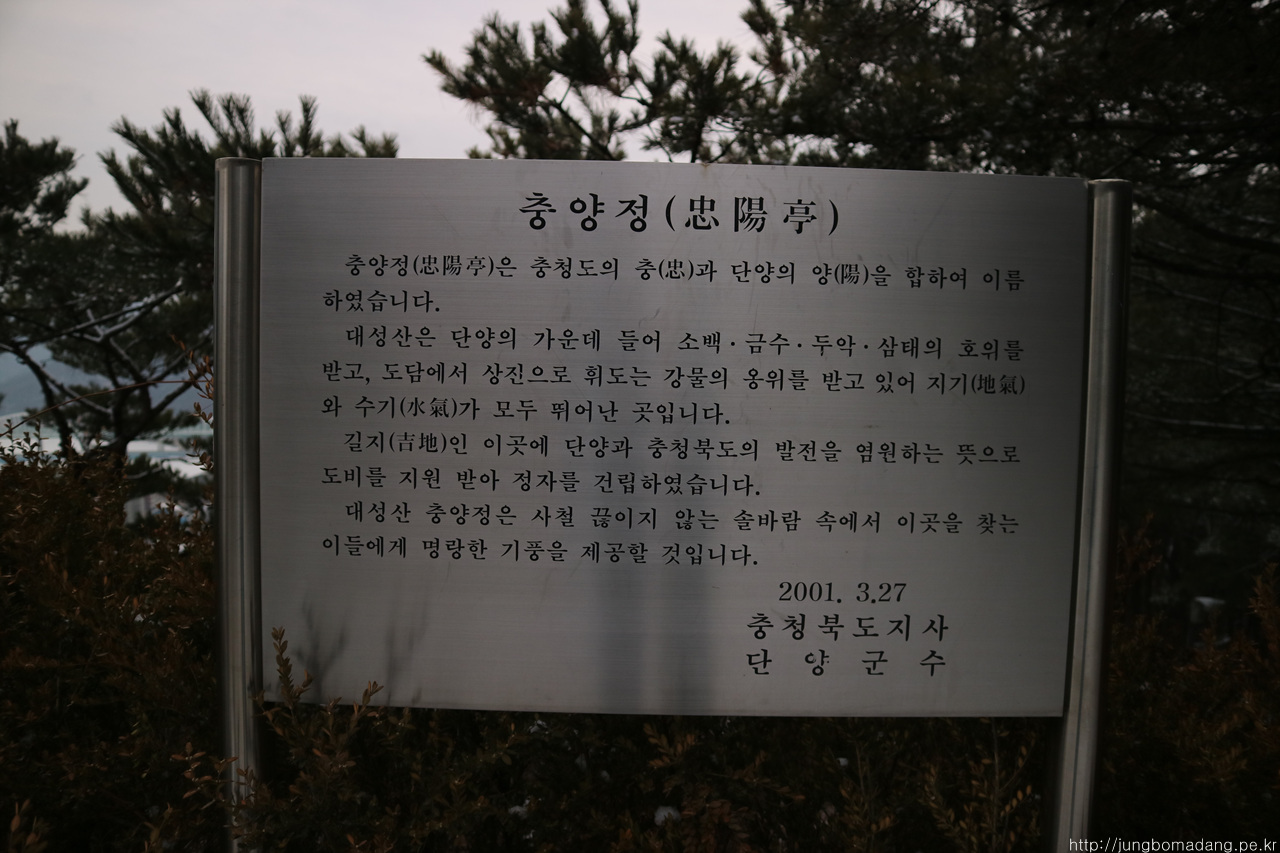 충양정(忠陽亭)
충양정(忠陽亭)은 충청도의 충(忠)과 단양의 양(陽)을 합하여 이름
하였습니다.
대성산은 단양의 가운데 들어 소백·금수·두악·삼태의 호위를
받고, 도담에서 상진으로 휘도는 강물의 옹위를 받고 있어 지기(地氣)
와 수기(水氣)가 모두 뛰어난 곳입니다.
길지(吉地)인 이곳에 단양과 충청북도의 발전을 염원하는 뜻으로
도비를 지원 받아 정자를 건립하였습니다.
대성산 충양정은 사철 끊이지 않는 솔바람 속에서 이곳을 찾는
이들에게 명랑한 기풍을 제공할 것입니다.
2001. 3.27
충청북도지사
단 양 군 수
http://jungbomadang.pe.kr